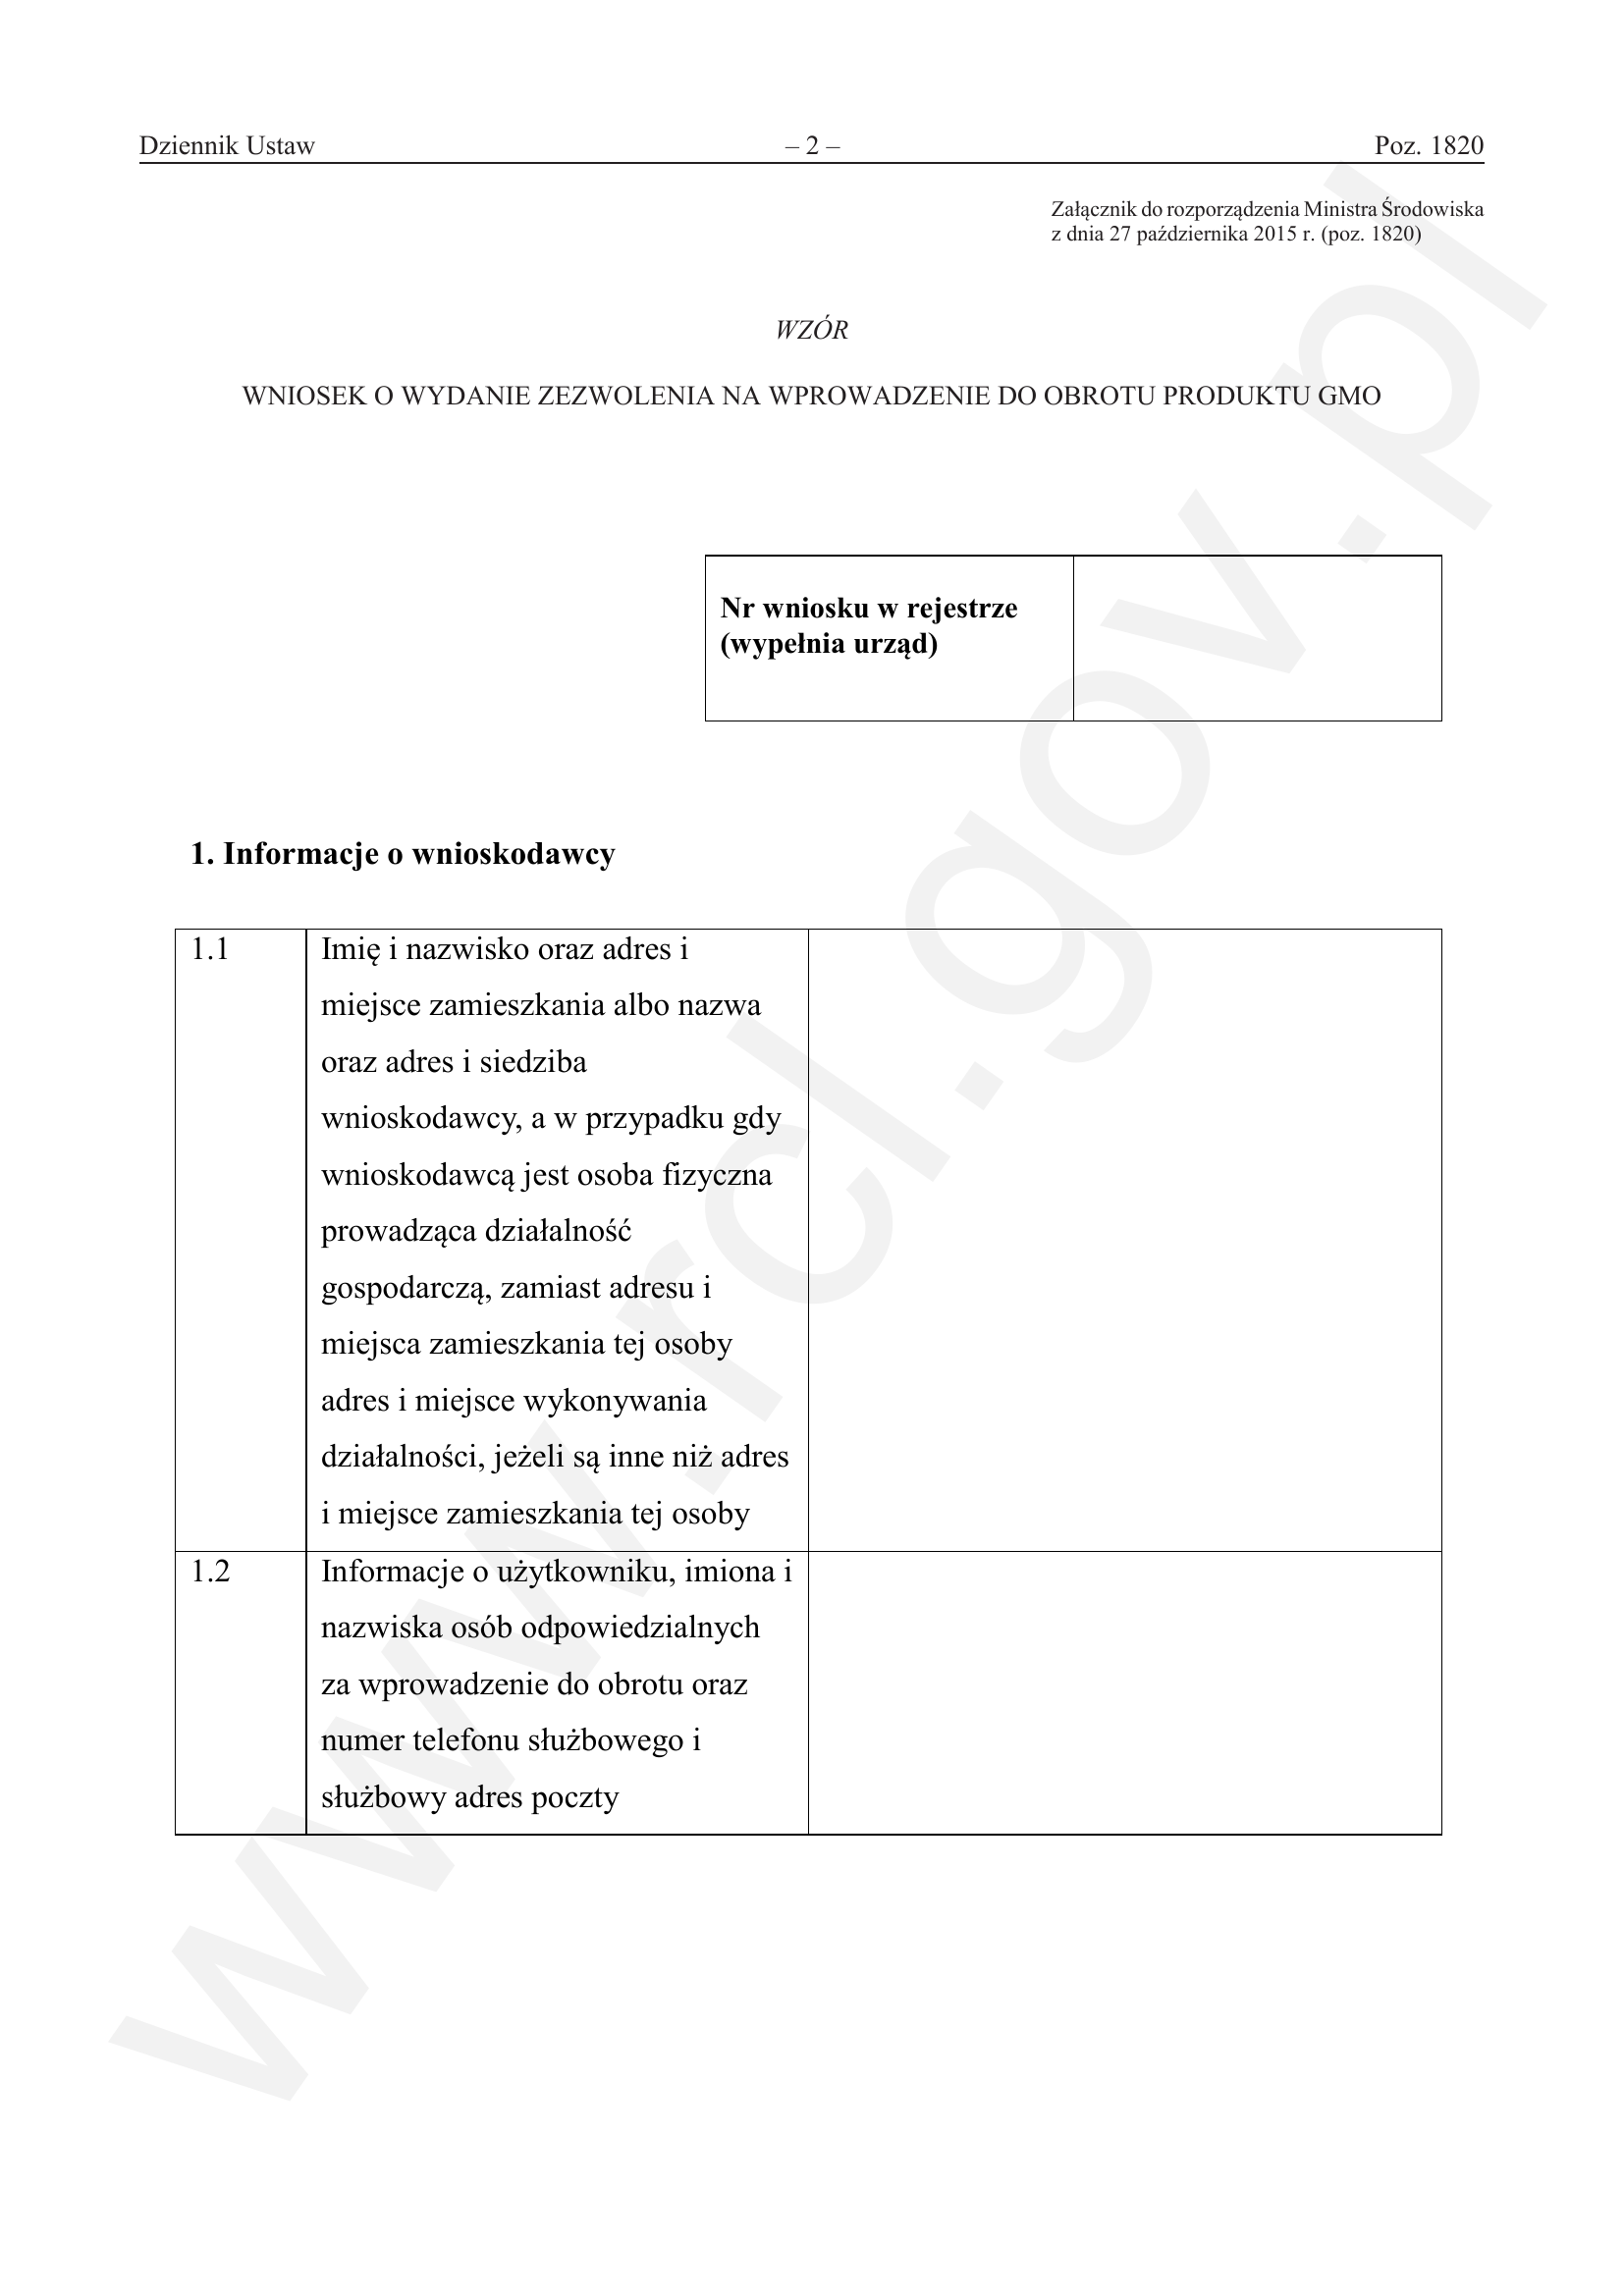 Dziennik Ustaw – 2 – Poz. 1820
Załącznik do rozporządzenia Ministra Środowiska
z dnia 27 października 2015 r. (poz. 1820)
WZÓR
WNIOSEK O WYDANIE ZEZWOLENIA NA WPROWADZENIE DO OBROTU PRODUKTU GMO
Nr wniosku w rejestrze
(wypełnia urząd)
1. Informacje o wnioskodawcy
1.1 Imię i nazwisko oraz adres i
miejsce zamieszkania albo nazwa
oraz adres i siedziba
wnioskodawcy, a w przypadku gdy
wnioskodawcą jest osoba fizyczna
prowadząca działalność
gospodarczą, zamiast adresu i
miejsca zamieszkania tej osoby
adres i miejsce wykonywania
działalności, jeżeli są inne niż adres
i miejsce zamieszkania tej osoby
1.2 Informacje o użytkowniku, imiona i
nazwiska osób odpowiedzialnych
za wprowadzenie do obrotu oraz
numer telefonu służbowego i
służbowy adres poczty
www.rcl.gov.pl